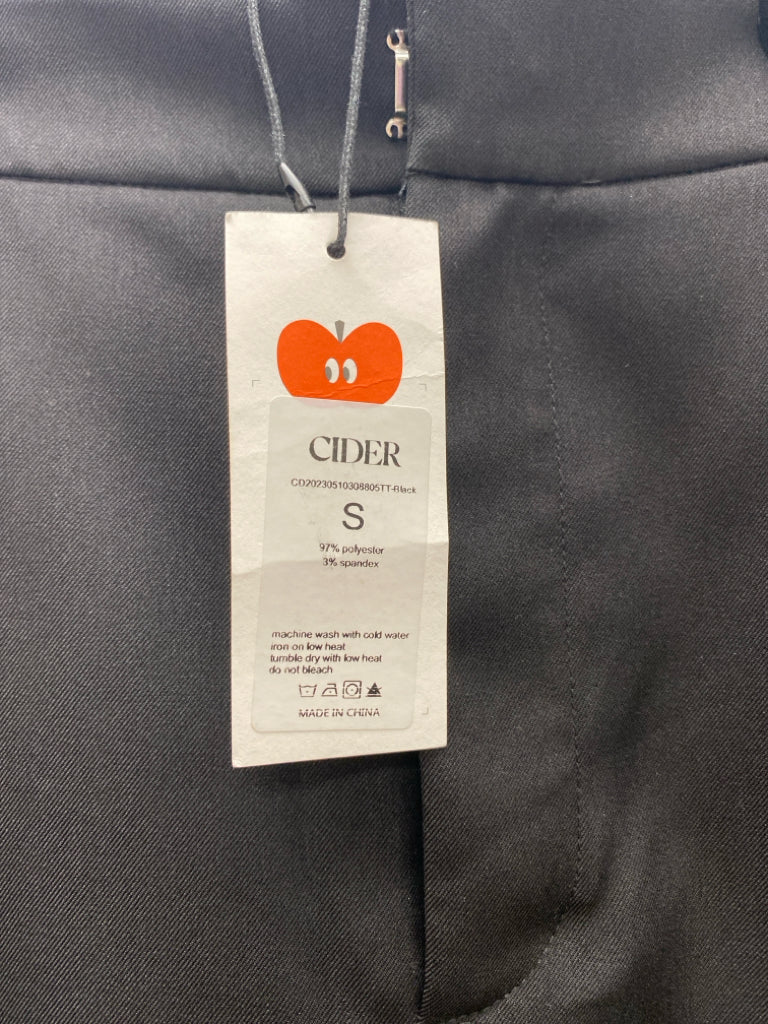 CIDER
CD20230510308805TT-Black
S
97% polyester
3% spandex
machine wash with cold water
iron on low heat
tumble dry with low heat
do not bleach
MADE IN CHINA